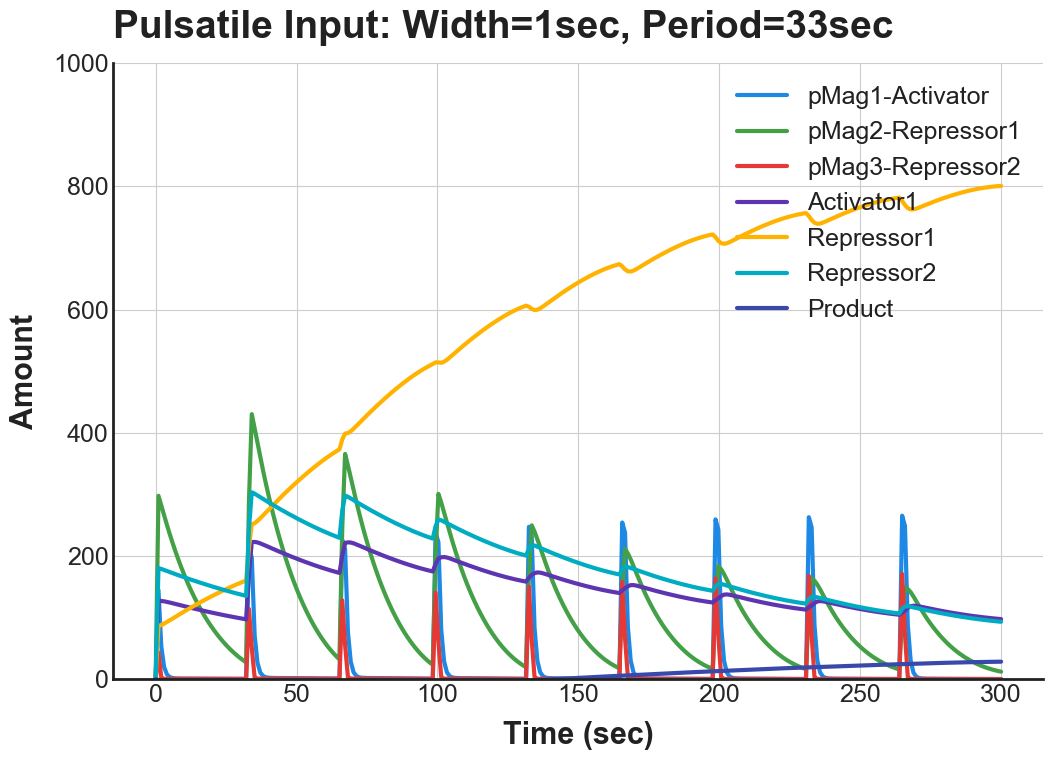 Pulsatile Input: Width=1sec, Period=33sec
1000
800
600
400
200
0
Amount
pMag1-Activator
pMag2-Repressor1
pMag3-Repressor2
Activator1
Repressor1
Repressor2
Product
0 50 100 150 200 250 300
Time (sec)